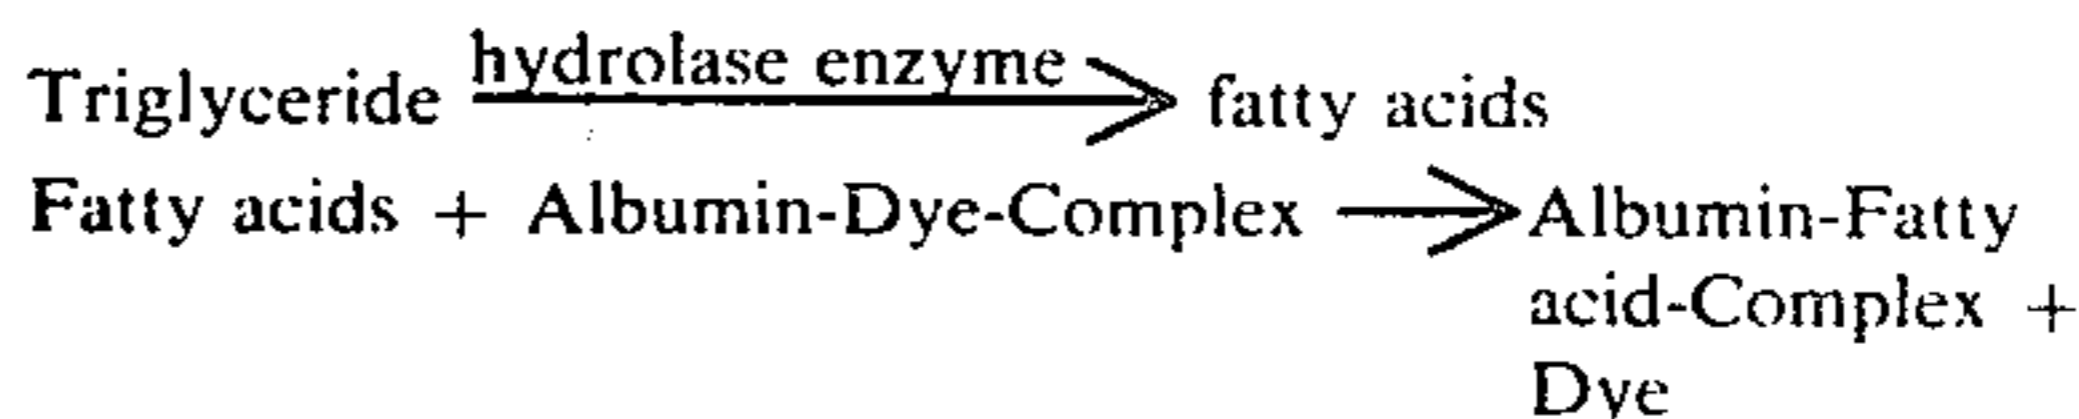 Triglyceride hydrolase enzyme fatty acids
Fatty acids + Albumin-Dye-Complex Albumin-Fatty
acid-Complex +
Dye